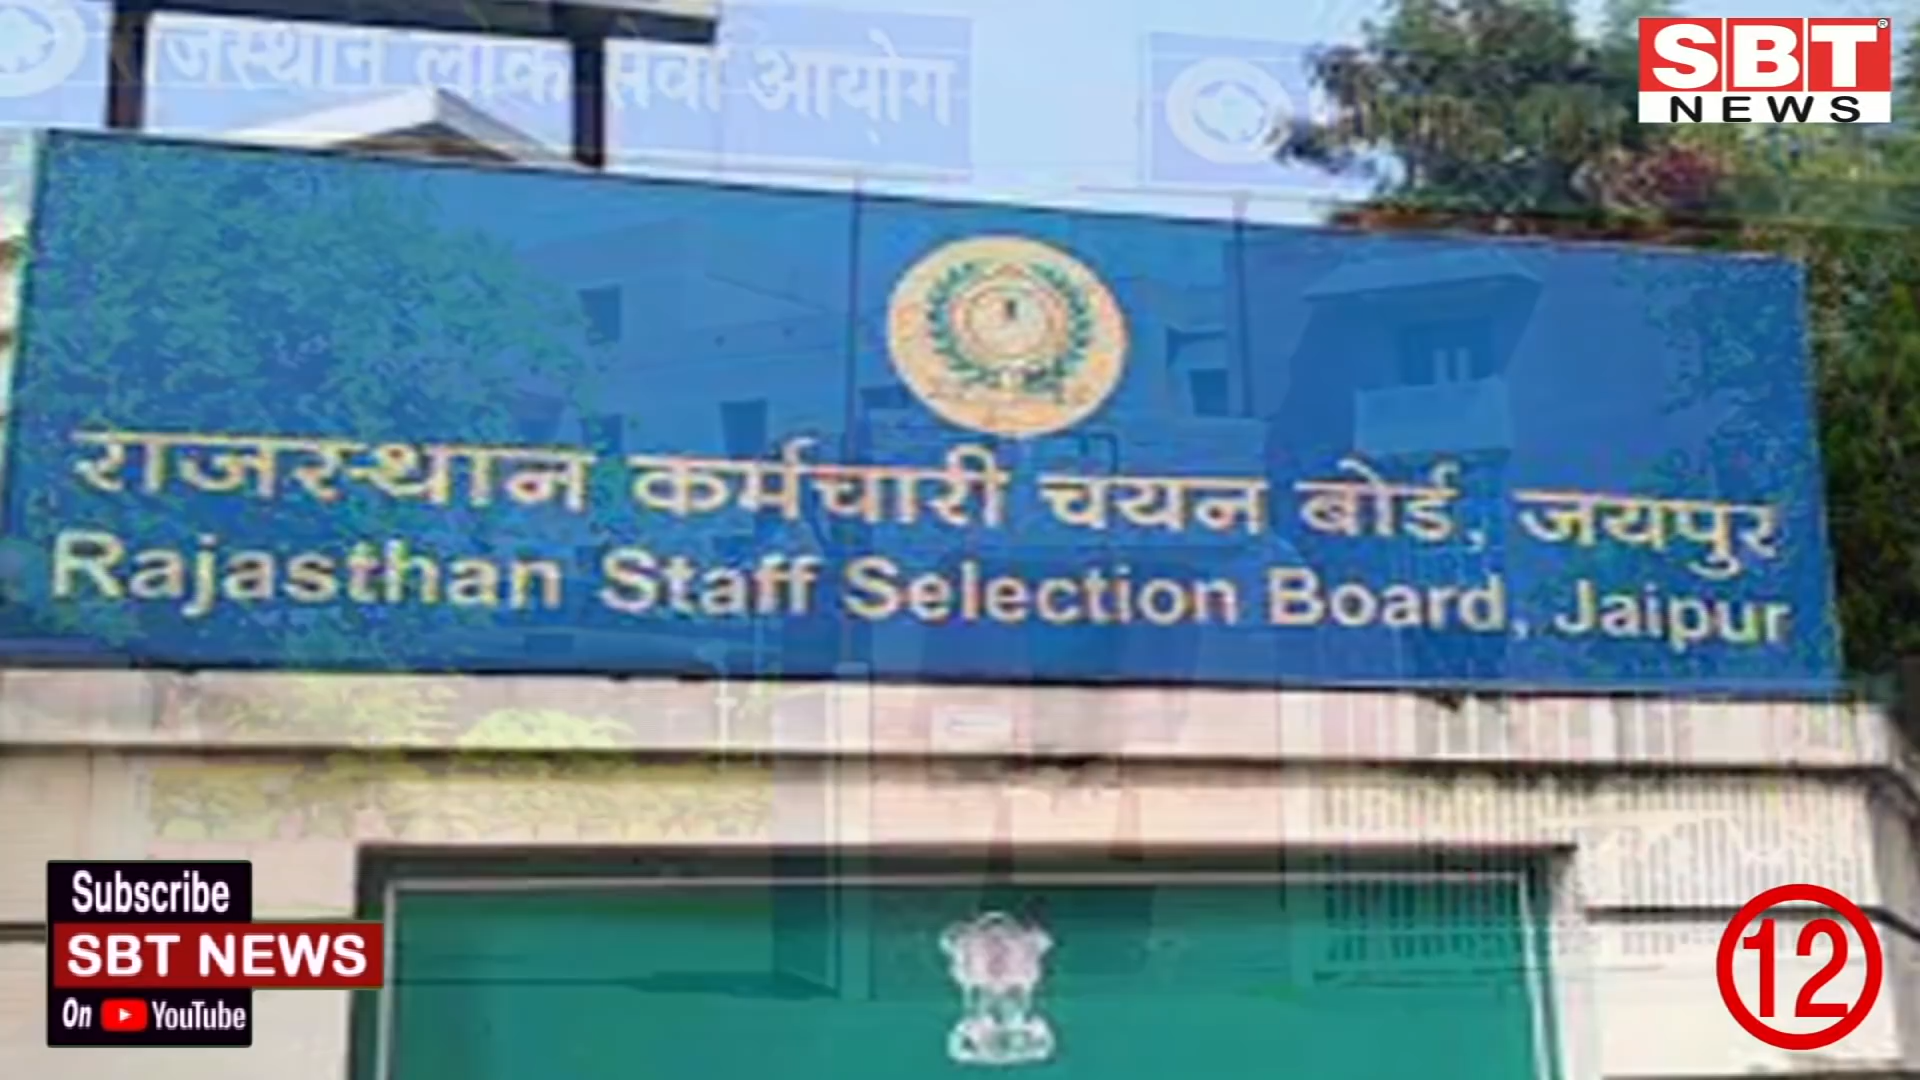 राजस्थान लोक सेवा आयोग
SBT
NEWS
राजस्थान कर्मचारी चयन बोर्ड, जयपुर
Rajasthan Staff Selection Board, Jaipur
Subscribe
SBT NEWS
On YouTube
12